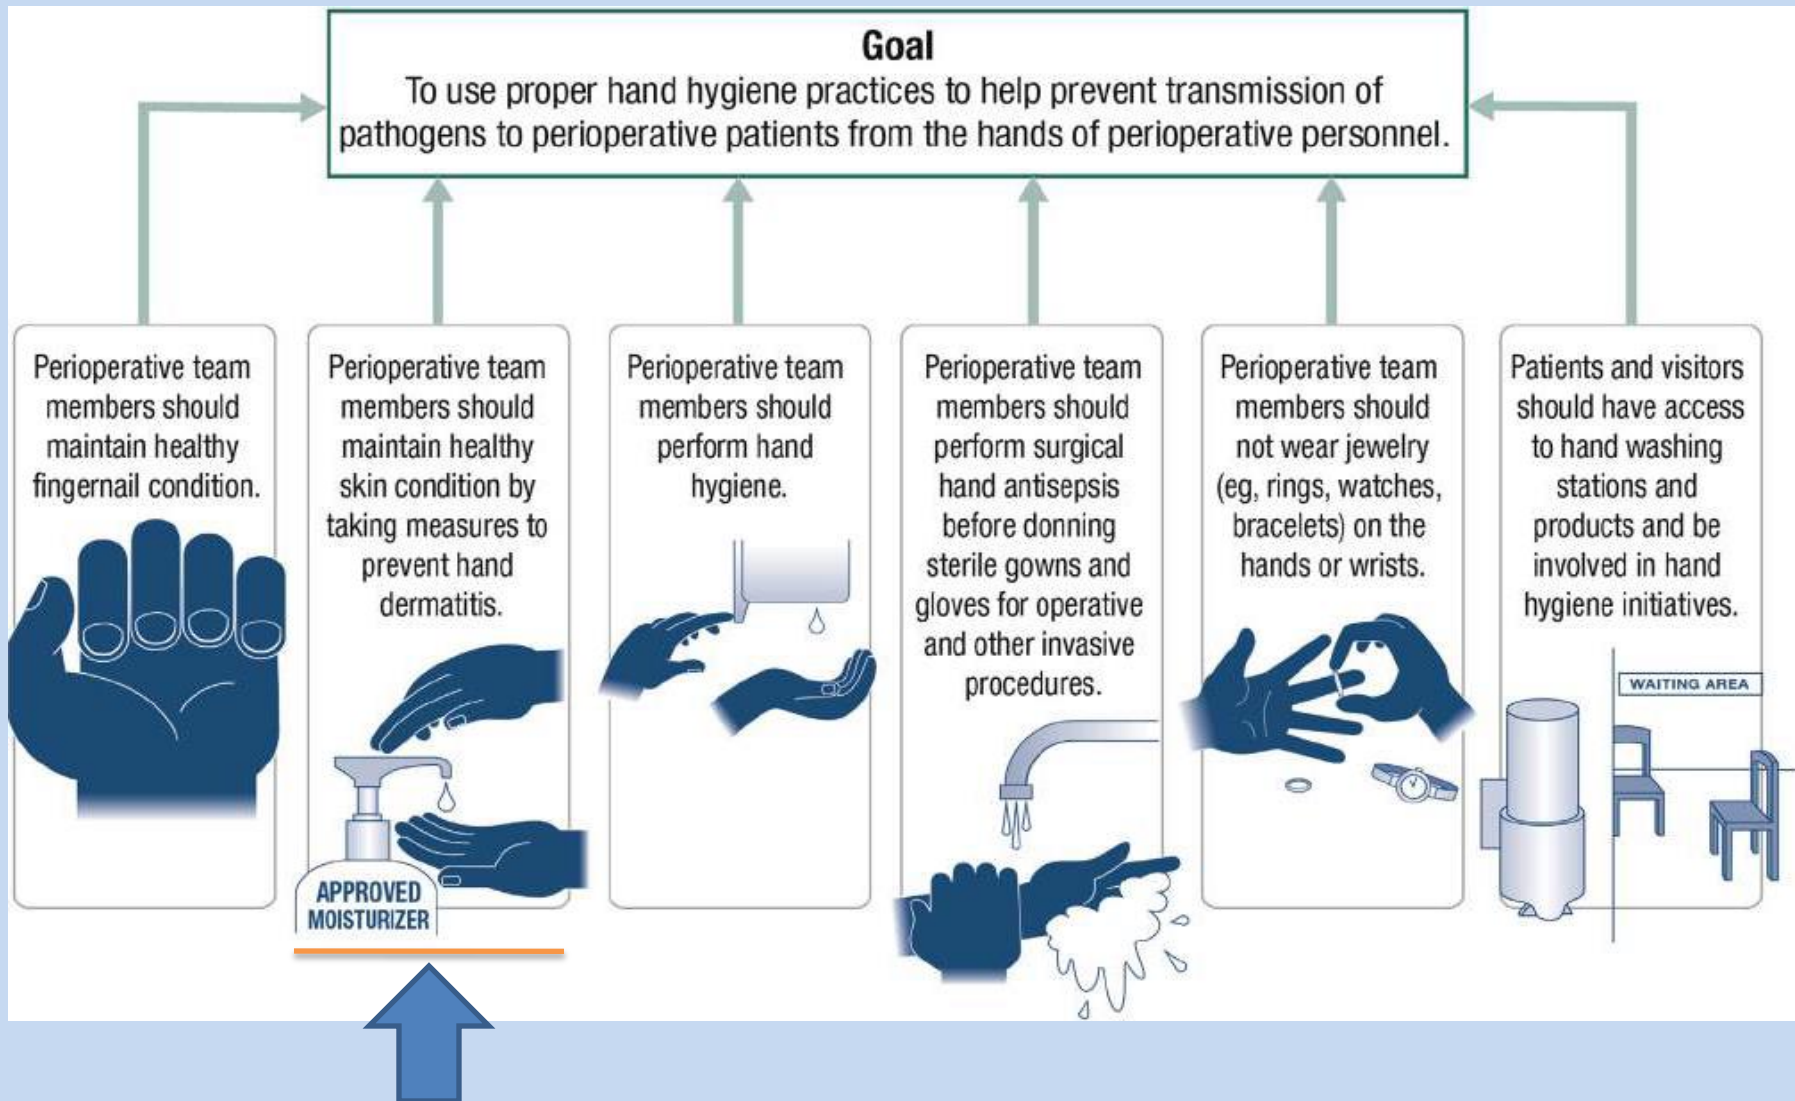 Goal
To use proper hand hygiene practices to help prevent transmission of
pathogens to perioperative patients from the hands of perioperative personnel.
Perioperative team
members should
maintain healthy
fingernail condition.
Perioperative team
members should
maintain healthy
skin condition by
taking measures to
prevent hand
dermatitis.
APPROVED
MOISTURIZER
Perioperative team
members should
perform hand
hygiene.
Perioperative team
members should
perform surgical
hand antisepsis
before donning
sterile gowns and
gloves for operative
and other invasive
procedures.
Perioperative team
members should
not wear jewelry
(eg, rings, watches,
bracelets) on the
hands or wrists.
Patients and visitors
should have access
to hand washing
stations and
products and be
involved in hand
hygiene initiatives.
WAITING AREA